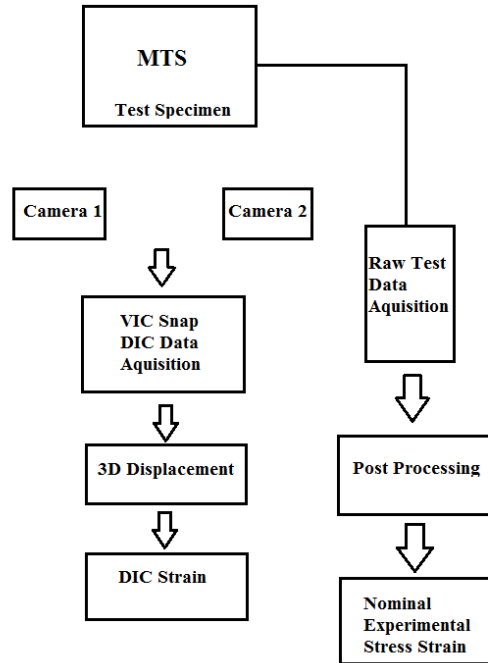 MTS
Test Specimen
Camera 1
Camera 2
VIC Snap
DIC Data
Aquisition
3D Displacement
DIC Strain
Raw Test
Data
Aquisition
Post Processing
Nominal
Experimental
Stress Strain